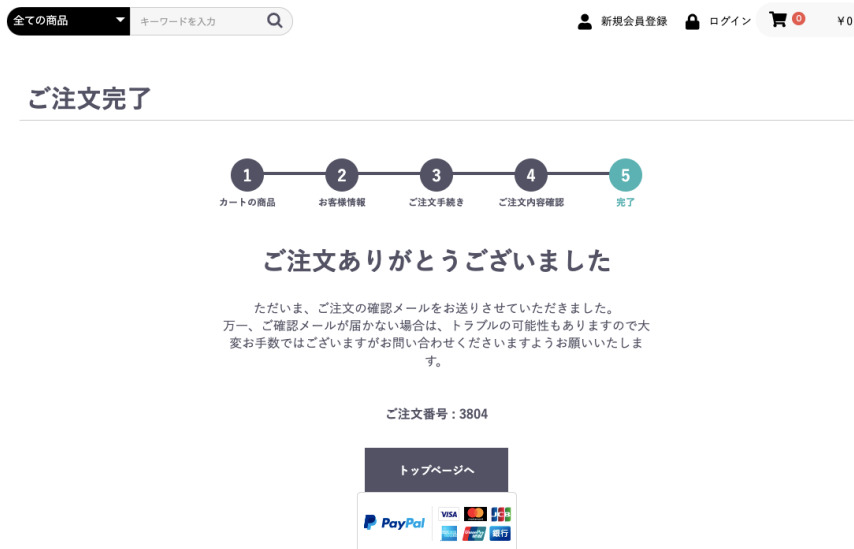 全ての商品 キーワードを入力 新規会員登録 ログイン 0 ¥0
ご注文完了
1 2 3 4 5
カートの商品 お客様情報 ご注文手続き ご注文内容確認 完了
ご注文ありがとうございました
ただいま、ご注文の確認メールをお送りさせていただきました。
万一、ご確認メールが届かない場合は、トラブルの可能性もありますので大
変お手数ではございますがお問い合わせくださいますようお願いいたしま
す。
ご注文番号 : 3804
トップページへ
PayPal VISA JCB
銀行